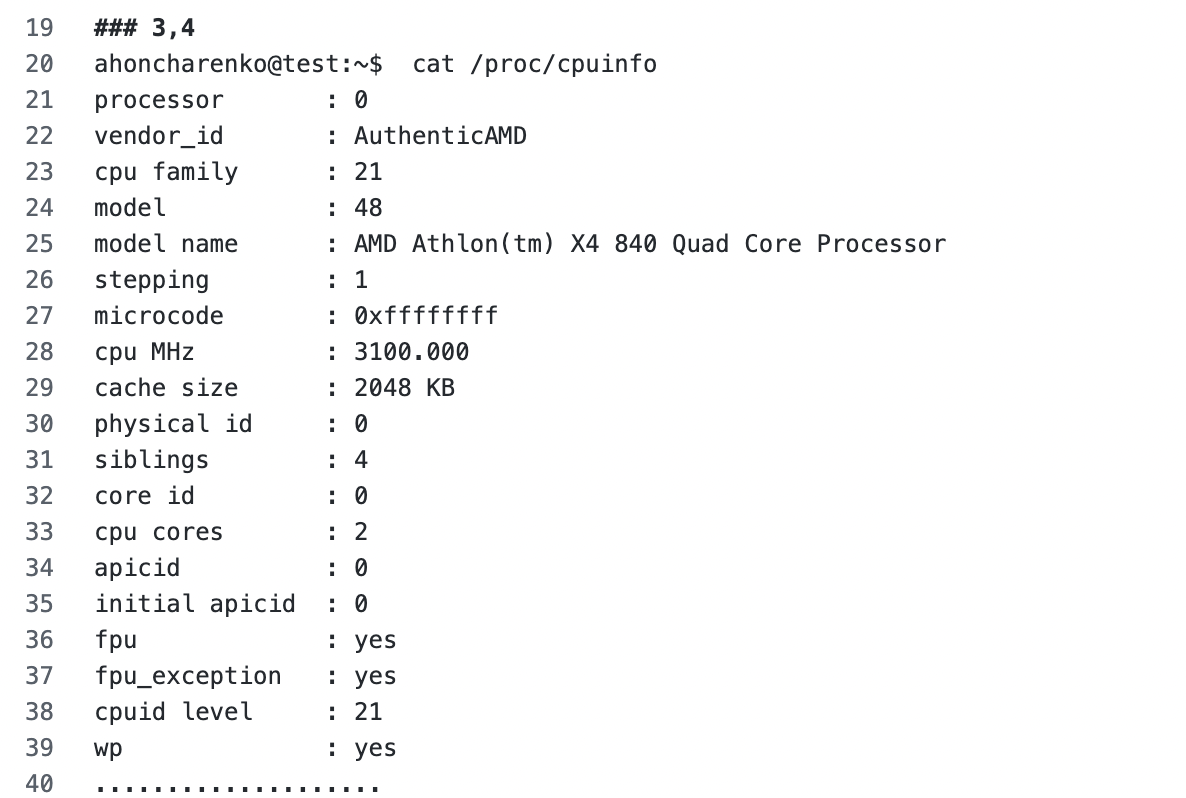 19 ### 3,4
20 ahoncharenko@test:~$  cat /proc/cpuinfo
21 processor       : 0
22 vendor_id       : AuthenticAMD
23 cpu family      : 21
24 model           : 48
25 model name      : AMD Athlon(tm) X4 840 Quad Core Processor
26 stepping        : 1
27 microcode       : 0xffffffff
28 cpu MHz         : 3100.000
29 cache size      : 2048 KB
30 physical id     : 0
31 siblings        : 4
32 core id         : 0
33 cpu cores       : 2
34 apicid          : 0
35 initial apicid  : 0
36 fpu             : yes
37 fpu_exception   : yes
38 cpuid level     : 21
39 wp              : yes
40 ....................